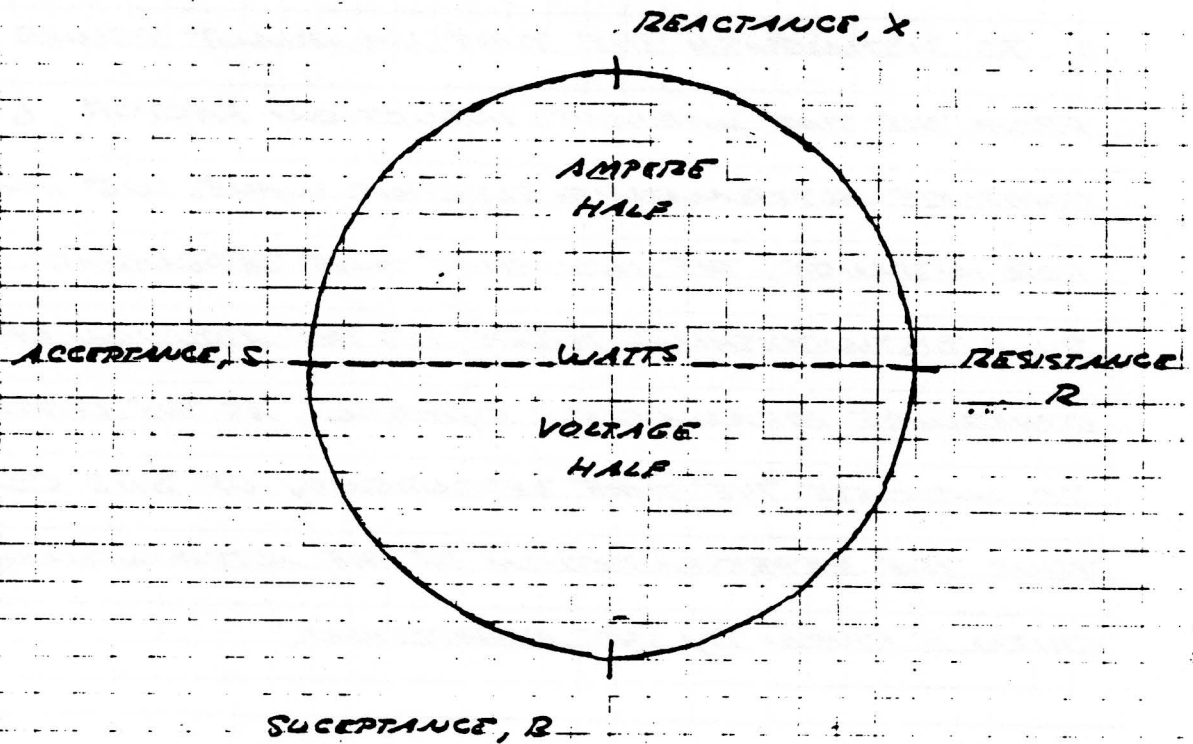 REACTANCE, X
AMPERE
HALF
ACCEPTANCE, S
WATTS
RESISTANCE
R
VOLTAGE
HALF
SUCEPTANCE, B